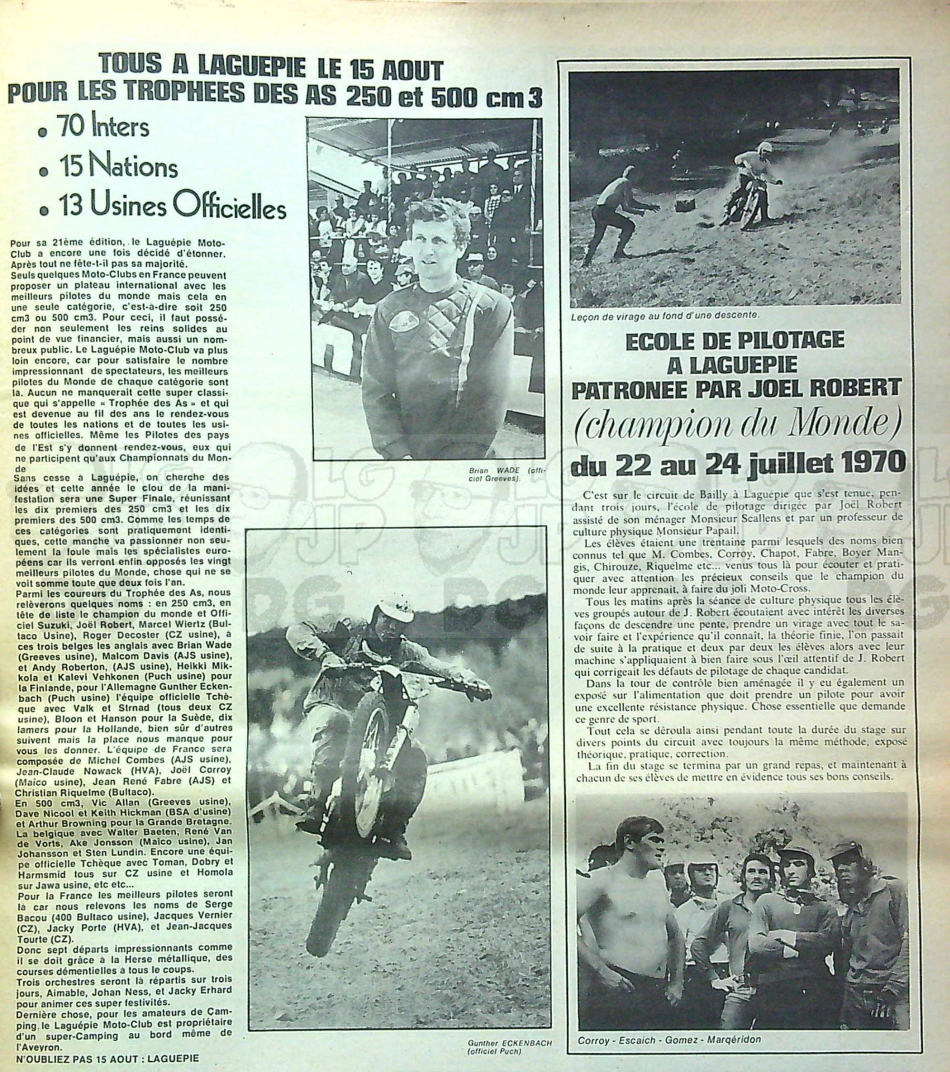 TOUS A LAGUEPIE LE 15 AOUT
POUR LES TROPHEES DES AS 250 et 500 cm3
• 70 Inters
• 15 Nations
• 13 Usines Officielles
Pour sa 21ème édition, le Laguépie Moto-
Club a encore une fois décidé d'étonner.
Après tout ne fête-t-il pas sa majorité.
Seuls quelques Moto-Clubs en France peuvent
proposer un plateau international avec les
meilleurs pilotes du monde mais cela en
une seule catégorie, c'est-à-dire soit 250
cm3 ou 500 cm3. Pour ceci, il faut possé-
der non seulement les reins solides au
point de vue financier, mais aussi un nom-
breux public. Le Laguépie Moto-Club va plus
loin encore, car pour satisfaire le nombre
impressionnant de spectateurs, les meilleurs
pilotes du Monde de chaque catégorie sont
là. Aucun ne manquerait cette super classi-
que qui s'appelle « Trophée des As » et qui
est devenue au fil des ans le rendez-vous
de toutes les nations et de toutes les usi-
nes officielles. Même les Pilotes des pays
de l'Est s'y donnent rendez-vous, eux qui
ne participent qu'aux Championnats du Mon-
de
Sans cesse à Laguépie, on cherche des
idées et cette année le clou de la mani-
festation sera une Super Finale, réunissant
les dix premiers des 250 cm3 et les dix
premiers des 500 cm3. Comme les temps de
ces catégories sont pratiquement identi-
ques, cette manche va passionner non seu-
lement la foule mais les spécialistes euro-
péens car ils verront enfin opposés les vingt
meilleurs pilotes du Monde, chose qui ne se
voit somme toute que deux fois l'an.
Parmi les coureurs du Trophée des As, nous
relèverons quelques noms : en 250 cm3, en
tête de liste le champion du monde et Offi-
ciel Suzuki, Joël Robert, Marcel Wiertz (Bul-
taco Usine), Roger Decoster (CZ usine), à
ces trois belges les anglais avec Brian Wade
(Greeves usine), Malcom Davis (AJS usine),
et Andy Roberton, (AJS usine), Heikki Mik-
kola et Kalevi Vehkonen (Puch usine) pour
la Finlande, pour l'Allemagne Gunther Ecken-
bach (Puch usine) l'équipe officielle Tchè-
que avec Valk et Strnad (tous deux CZ
usine), Bloon et Hanson pour la Suède, dix
lamers pour la Hollande, bien sûr d'autres
suivent mais la place nous manque pour
vous les donner. L'équipe de France sera
composée de Michel Combes (AJS usine),
Jean-Claude Nowack (HVA), Joël Corroy
(Maïco usine), Jean René Fabre (AJS) et
Christian Riquelme (Bultaco).
En 500 cm3, Vic Allan (Greeves usine),
Dave Nicool et Keith Hickman (BSA d'usine)
et Arthur Browning pour la Grande Bretagne.
La belgique avec Walter Baeten, René Van
de Vorts, Ake Jonsson (Maïco usine), Jan
Johansson et Sten Lundin. Encore une équi-
pe officielle Tchèque avec Toman, Dobry et
Harmsmid tous sur CZ usine et Homola
sur Jawa usine, etc etc...
Pour la France les meilleurs pilotes seront
là car nous relevons les noms de Serge
Bacou (400 Bultaco usine), Jacques Vernier
(CZ), Jacky Porte (HVA), et Jean-Jacques
Tourte (CZ).
Donc sept départs impressionnants comme
il se doit grâce à la Herse métallique, des
courses démentielles à tous le coups.
Trois orchestres seront là répartis sur trois
jours, Aimable, Johan Ness, et Jacky Erhard
pour animer ces super festivités.
Dernière chose, pour les amateurs de Cam-
ping, le Laguépie Moto-Club est propriétaire
d'un super-Camping au bord même de
l'Aveyron.
N'OUBLIEZ PAS 15 AOUT : LAGUEPIE
Brian WADE (offi-
ciel Greeves).
Gunther ECKENBACH
(officiel Puch)
Leçon de virage au fond d'une descente.
ECOLE DE PILOTAGE
A LAGUEPIE
PATRONEE PAR JOEL ROBERT
(champion du Monde)
du 22 au 24 juillet 1970
C'est sur le circuit de Bailly à Laguépie que s'est tenue, pen-
dant trois jours, l'école de pilotage dirigée par Joël Robert
assisté de son ménager Monsieur Scallens et par un professeur de
culture physique Monsieur Papail.
Les élèves étaient une trentaine parmi lesquels des noms bien
connus tel que M. Combes, Corroy, Chapot, Fabre, Boyer Man-
gis, Chirouze, Riquelme etc... venus tous là pour écouter et prati-
quer avec attention les précieux conseils que le champion du
monde leur apprenait, à faire du joli Moto-Cross.
Tous les matins après la séance de culture physique tous les élè-
ves groupés autour de J. Robert écoutaient avec intérêt les diverses
façons de descendre une pente, prendre un virage avec tout le sa-
voir faire et l'expérience qu'il connaît, la théorie finie, l'on passait
de suite à la pratique et deux par deux les élèves alors avec leur
machine s'appliquaient à bien faire sous l'œil attentif de J. Robert
qui corrigeait les défauts de pilotage de chaque candidat.
Dans la tour de contrôle bien aménagée il y eu également un
exposé sur l'alimentation que doit prendre un pilote pour avoir
une excellente résistance physique. Chose essentielle que demande
ce genre de sport.
Tout cela se déroula ainsi pendant toute la durée du stage sur
divers points du circuit avec toujours la même méthode, exposé
théorique, pratique, correction.
La fin du stage se termina par un grand repas, et maintenant à
chacun de ses élèves de mettre en évidence tous ses bons conseils.
Corroy - Escaich - Gomez - Margéridon